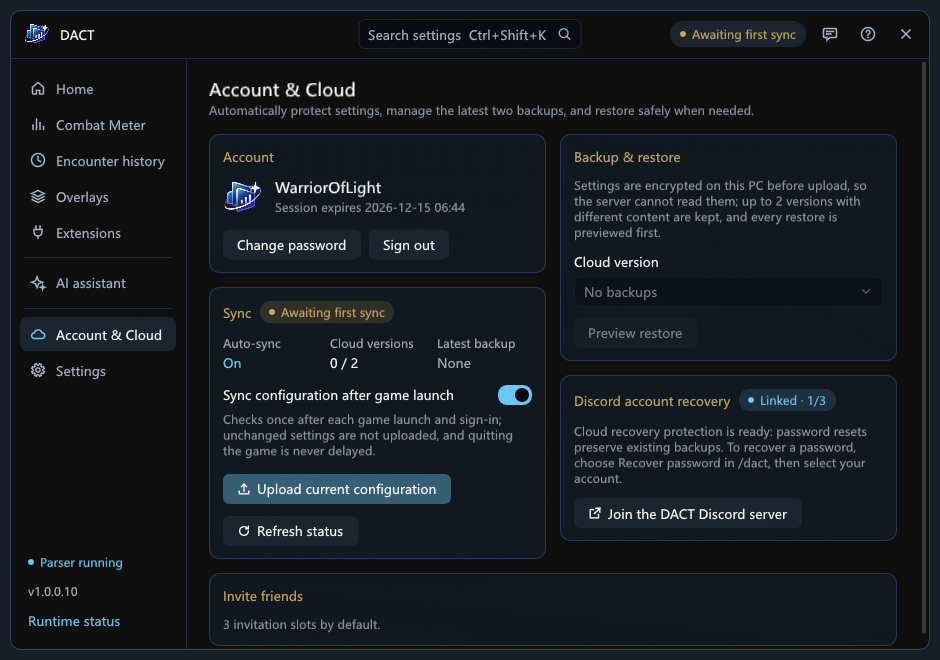 DACT
Search settings Ctrl+Shift+K
Awaiting first sync
Home
Combat Meter
Encounter history
Overlays
Extensions
AI assistant
Account & Cloud
Settings
Parser running
v1.0.0.10
Runtime status
Account & Cloud
Automatically protect settings, manage the latest two backups, and restore safely when needed.
Account
WarriorOfLight
Session expires 2026-12-15 06:44
Change password Sign out
Sync Awaiting first sync
Auto-sync Cloud versions Latest backup
On 0 / 2 None
Sync configuration after game launch
Checks once after each game launch and sign-in;
unchanged settings are not uploaded, and quitting
the game is never delayed.
Upload current configuration
Refresh status
Backup & restore
Settings are encrypted on this PC before upload, so
the server cannot read them; up to 2 versions with
different content are kept, and every restore is
previewed first.
Cloud version
No backups
Preview restore
Discord account recovery Linked · 1/3
Cloud recovery protection is ready: password resets
preserve existing backups. To recover a password,
choose Recover password in /dact, then select your
account.
Join the DACT Discord server
Invite friends
3 invitation slots by default.